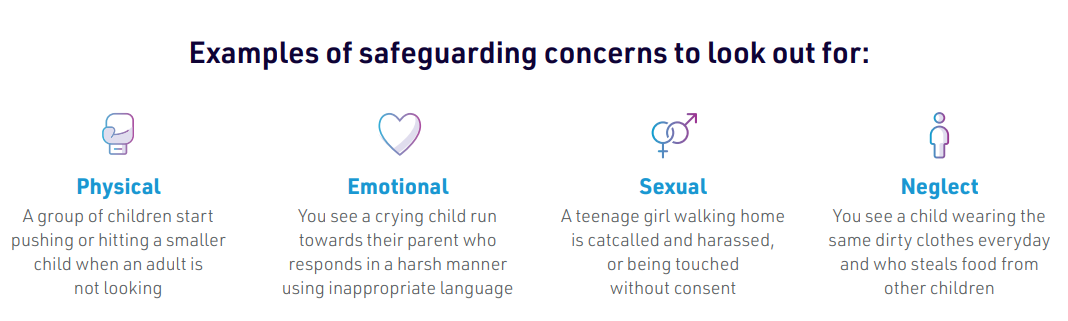 Examples of safeguarding concerns to look out for:
Physical
A group of children start
pushing or hitting a smaller
child when an adult is
not looking
Emotional
You see a crying child run
towards their parent who
responds in a harsh manner
using inappropriate language
Sexual
A teenage girl walking home
is catcalled and harassed,
or being touched
without consent
Neglect
You see a child wearing the
same dirty clothes everyday
and who steals food from
other children